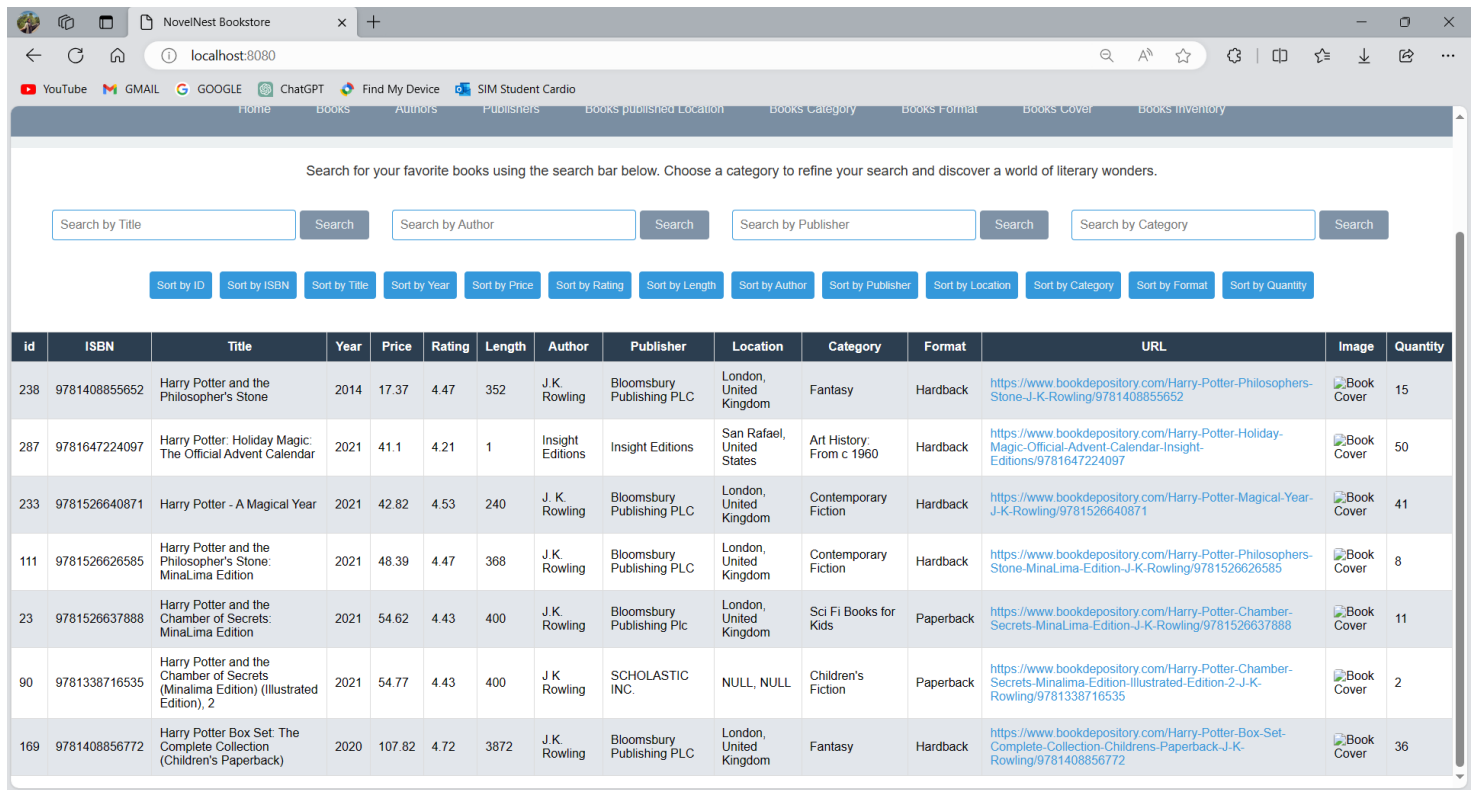 NovelNest Bookstore
localhost:8080
YouTube GMAIL GOOGLE ChatGPT Find My Device SIM Student Cardio
Home Books Authors Publishers Books published Location Books Category Books Format Books Cover Books Inventory
Search for your favorite books using the search bar below. Choose a category to refine your search and discover a world of literary wonders.
Search by Title Search Search by Author Search Search by Publisher Search Search by Category Search
Sort by ID Sort by ISBN Sort by Title Sort by Year Sort by Price Sort by Rating Sort by Length Sort by Author Sort by Publisher Sort by Location Sort by Category Sort by Format Sort by Quantity
id ISBN Title Year Price Rating Length Author Publisher Location Category Format URL Image Quantity
238 9781408855652 Harry Potter and the Philosopher's Stone 2014 17.37 4.47 352 J.K. Rowling Bloomsbury Publishing PLC London, United Kingdom Fantasy Hardback https://www.bookdepository.com/Harry-Potter-Philosophers-Stone-J-K-Rowling/9781408855652 Book Cover 15
287 9781647224097 Harry Potter: Holiday Magic: The Official Advent Calendar 2021 41.1 4.21 1 Insight Editions Insight Editions San Rafael, United States Art History: From c 1960 Hardback https://www.bookdepository.com/Harry-Potter-Holiday-Magic-Official-Advent-Calendar-Insight-Editions/9781647224097 Book Cover 50
233 9781526640871 Harry Potter - A Magical Year 2021 42.82 4.53 240 J. K. Rowling Bloomsbury Publishing PLC London, United Kingdom Contemporary Fiction Hardback https://www.bookdepository.com/Harry-Potter-Magical-Year-J-K-Rowling/9781526640871 Book Cover 41
111 9781526626585 Harry Potter and the Philosopher's Stone: MinaLima Edition 2021 48.39 4.47 368 J.K. Rowling Bloomsbury Publishing PLC London, United Kingdom Contemporary Fiction Hardback https://www.bookdepository.com/Harry-Potter-Philosophers-Stone-MinaLima-Edition-J-K-Rowling/9781526626585 Book Cover 8
23 9781526637888 Harry Potter and the Chamber of Secrets: MinaLima Edition 2021 54.62 4.43 400 J.K. Rowling Bloomsbury Publishing Plc London, United Kingdom Sci Fi Books for Kids Paperback https://www.bookdepository.com/Harry-Potter-Chamber-Secrets-MinaLima-Edition-J-K-Rowling/9781526637888 Book Cover 11
90 9781338716535 Harry Potter and the Chamber of Secrets (Minalima Edition) (Illustrated Edition), 2 2021 54.77 4.43 400 J K Rowling SCHOLASTIC INC. NULL, NULL Children's Fiction Paperback https://www.bookdepository.com/Harry-Potter-Chamber-Secrets-Minalima-Edition-Illustrated-Edition-2-J-K-Rowling/9781338716535 Book Cover 2
169 9781408856772 Harry Potter Box Set: The Complete Collection (Children's Paperback) 2020 107.82 4.72 3872 J.K. Rowling Bloomsbury Publishing PLC London, United Kingdom Fantasy Hardback https://www.bookdepository.com/Harry-Potter-Box-Set-Complete-Collection-Childrens-Paperback-J-K-Rowling/9781408856772 Book Cover 36